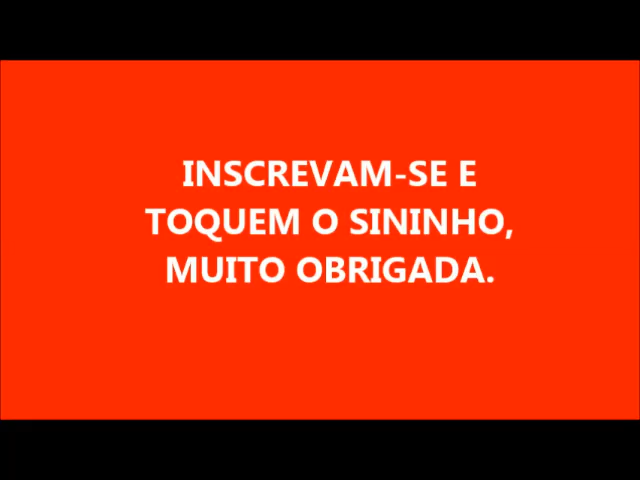 INSCREVAM-SE E
TOQUEM O SININHO,
MUITO OBRIGADA.